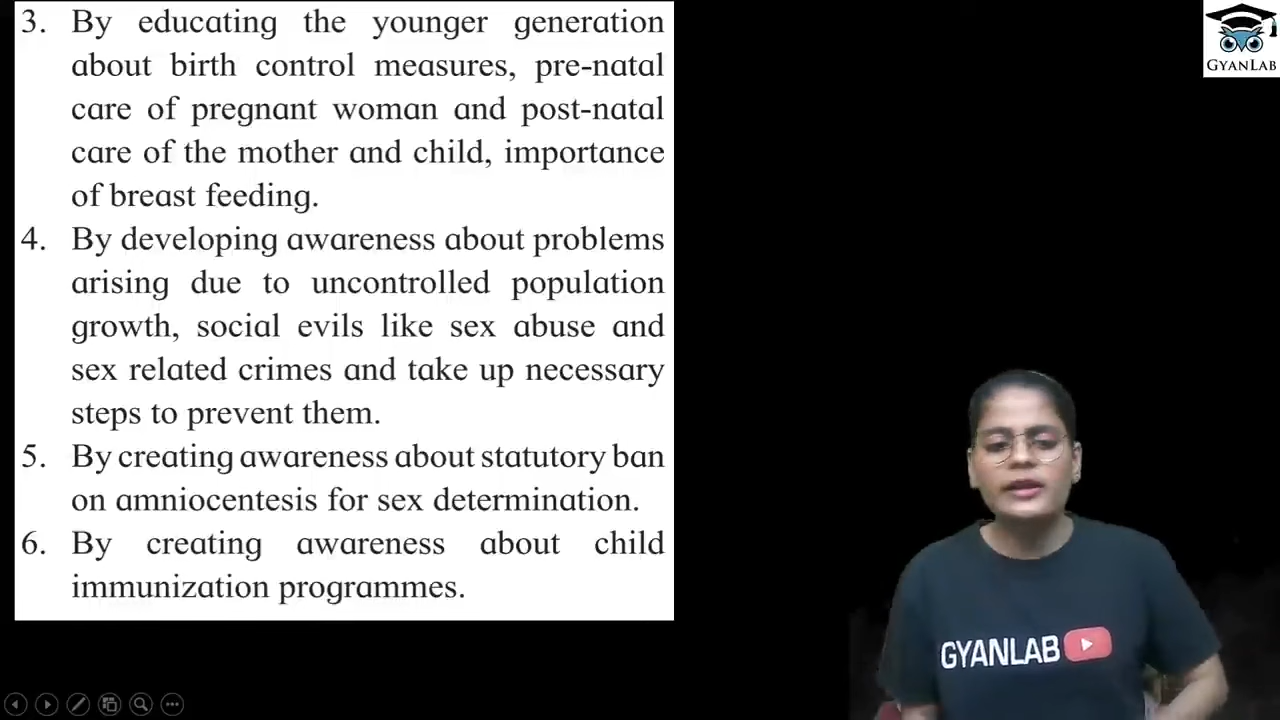 3. By educating the younger generation
about birth control measures, pre-natal
care of pregnant woman and post-natal
care of the mother and child, importance
of breast feeding.
4. By developing awareness about problems
arising due to uncontrolled population
growth, social evils like sex abuse and
sex related crimes and take up necessary
steps to prevent them.
5. By creating awareness about statutory ban
on amniocentesis for sex determination.
6. By creating awareness about child
immunization programmes.
GYANLAB
GYANLAB